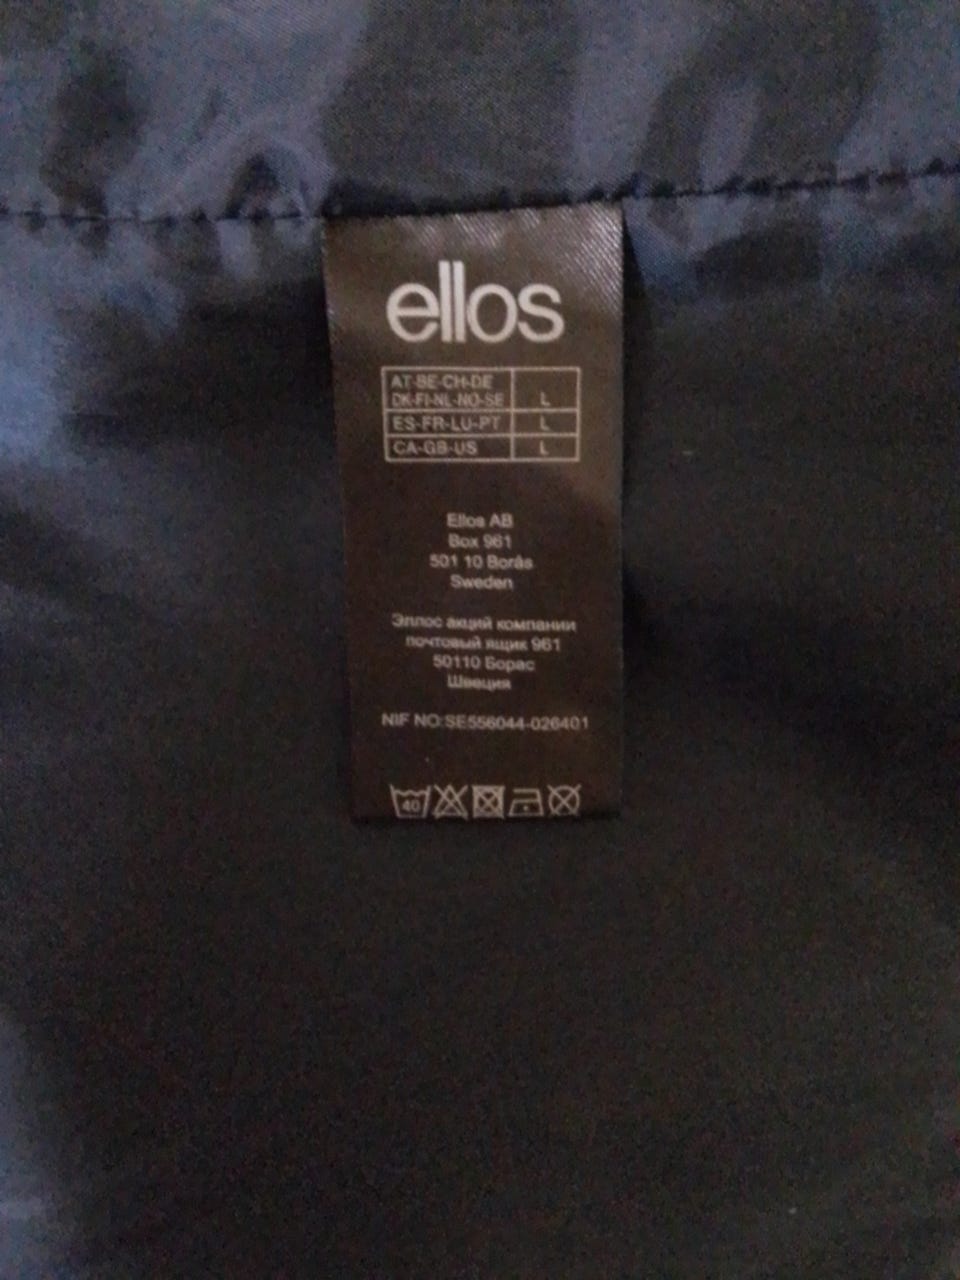 ellos
AT-BE-CH-DE
DK-FI-NL-NO-SE L
ES-FR-LU-PT L
CA-GB-US L
Ellos AB
Box 961
501 10 Borås
Sweden
Эллос акций компании
почтовый ящик 961
50110 Борас
Швеция
NIF NO:SE556044-026401
40